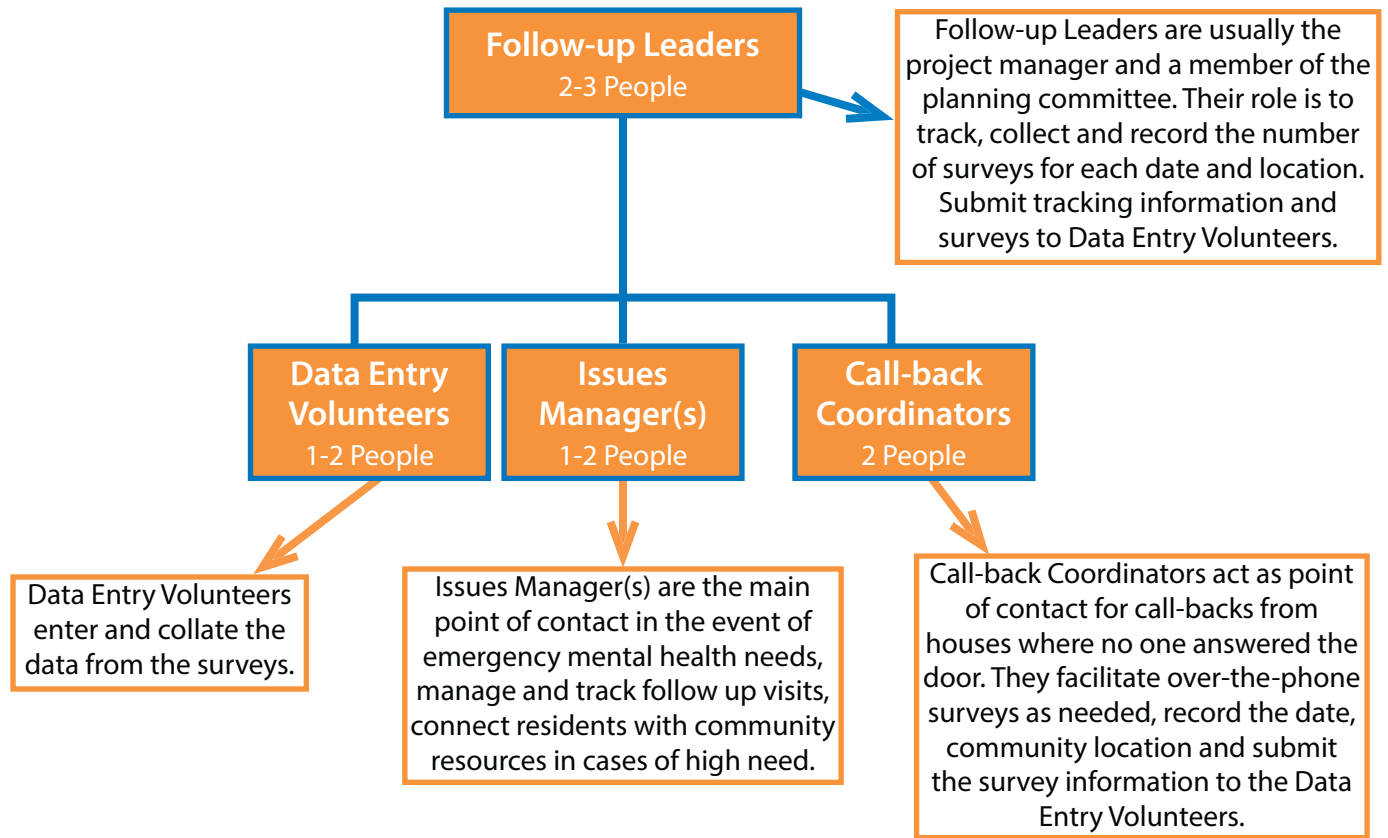 Follow-up Leaders
2-3 People
Follow-up Leaders are usually the
project manager and a member of the
planning committee. Their role is to
track, collect and record the number
of surveys for each date and location.
Submit tracking information and
surveys to Data Entry Volunteers.
Data Entry
Volunteers
1-2 People
Issues
Manager(s)
1-2 People
Call-back
Coordinators
2 People
Data Entry Volunteers
enter and collate the
data from the surveys.
Issues Manager(s) are the main
point of contact in the event of
emergency mental health needs,
manage and track follow up visits,
connect residents with community
resources in cases of high need.
Call-back Coordinators act as point
of contact for call-backs from
houses where no one answered the
door. They facilitate over-the-phone
surveys as needed, record the date,
community location and submit
the survey information to the Data
Entry Volunteers.